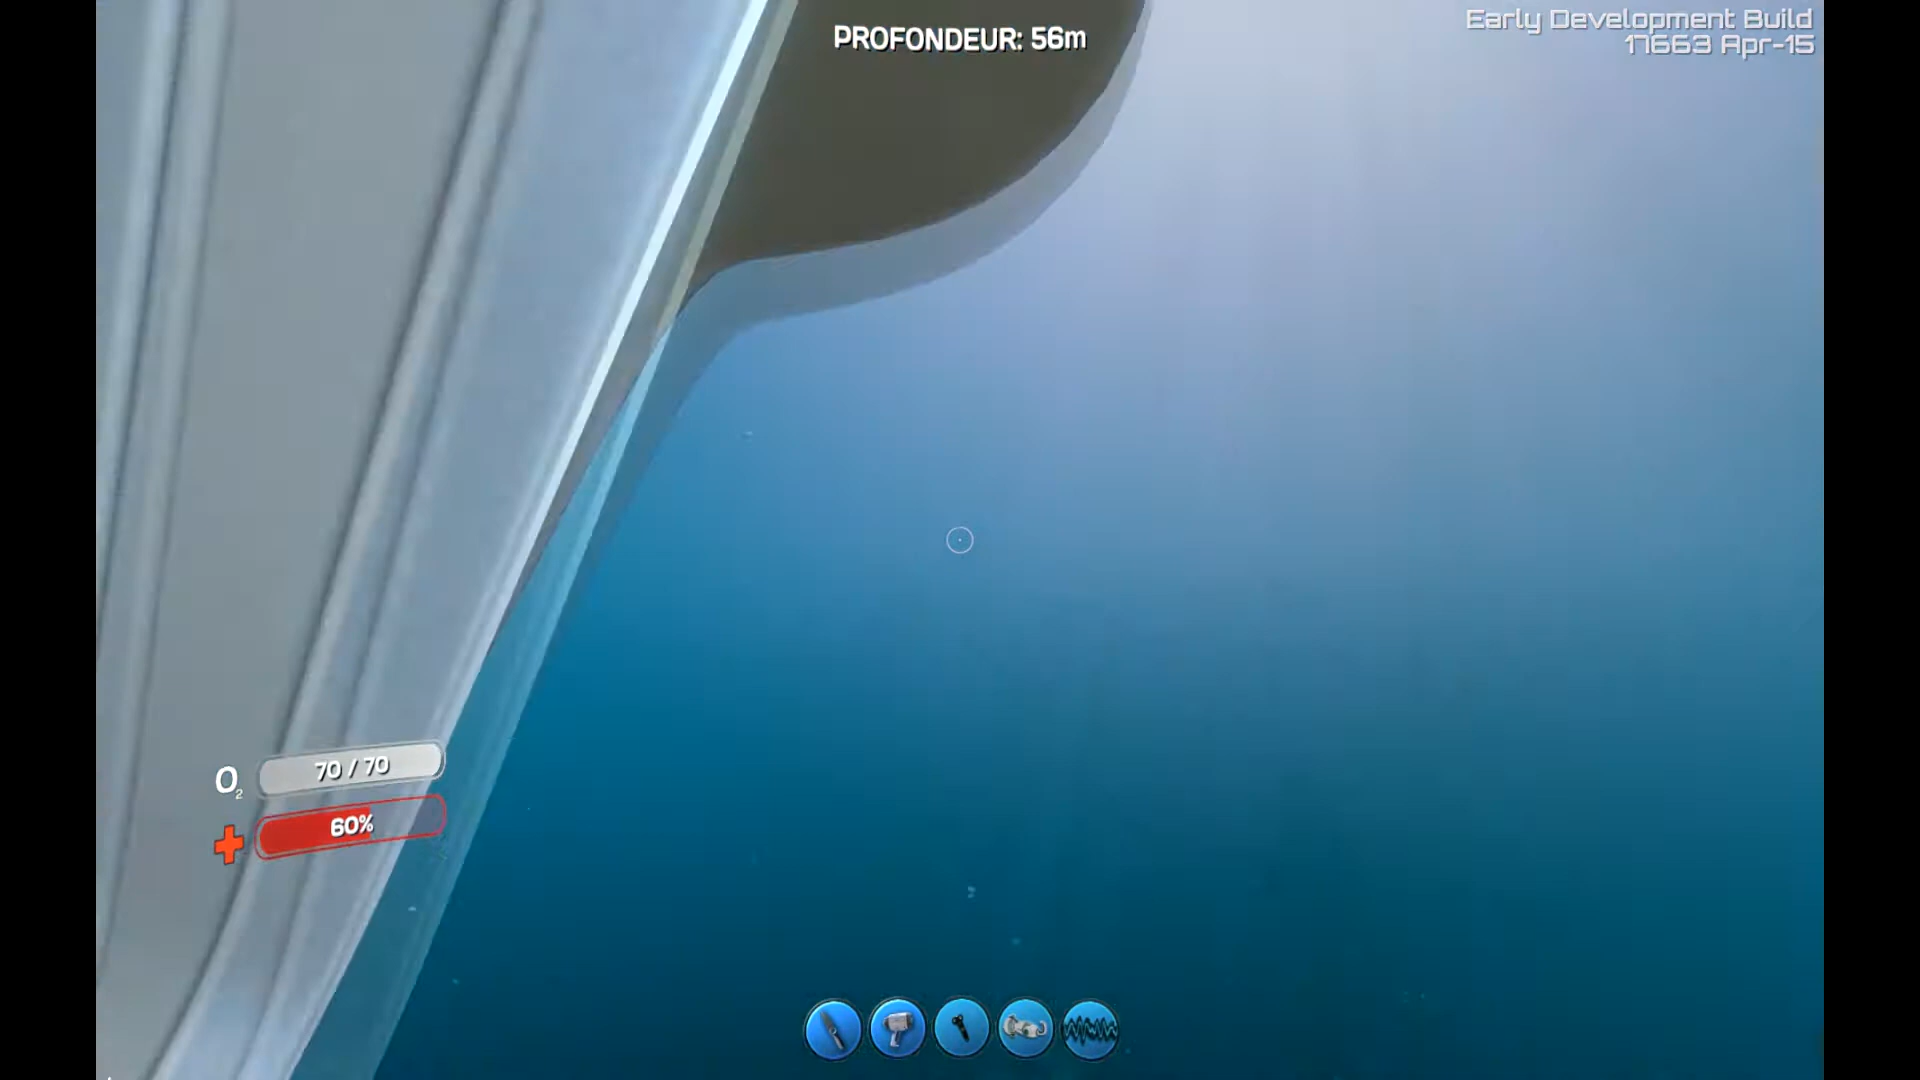 PROFONDEUR: 56m
Early Development Build
17663 Apr-15
O₂ 70 / 70
60%